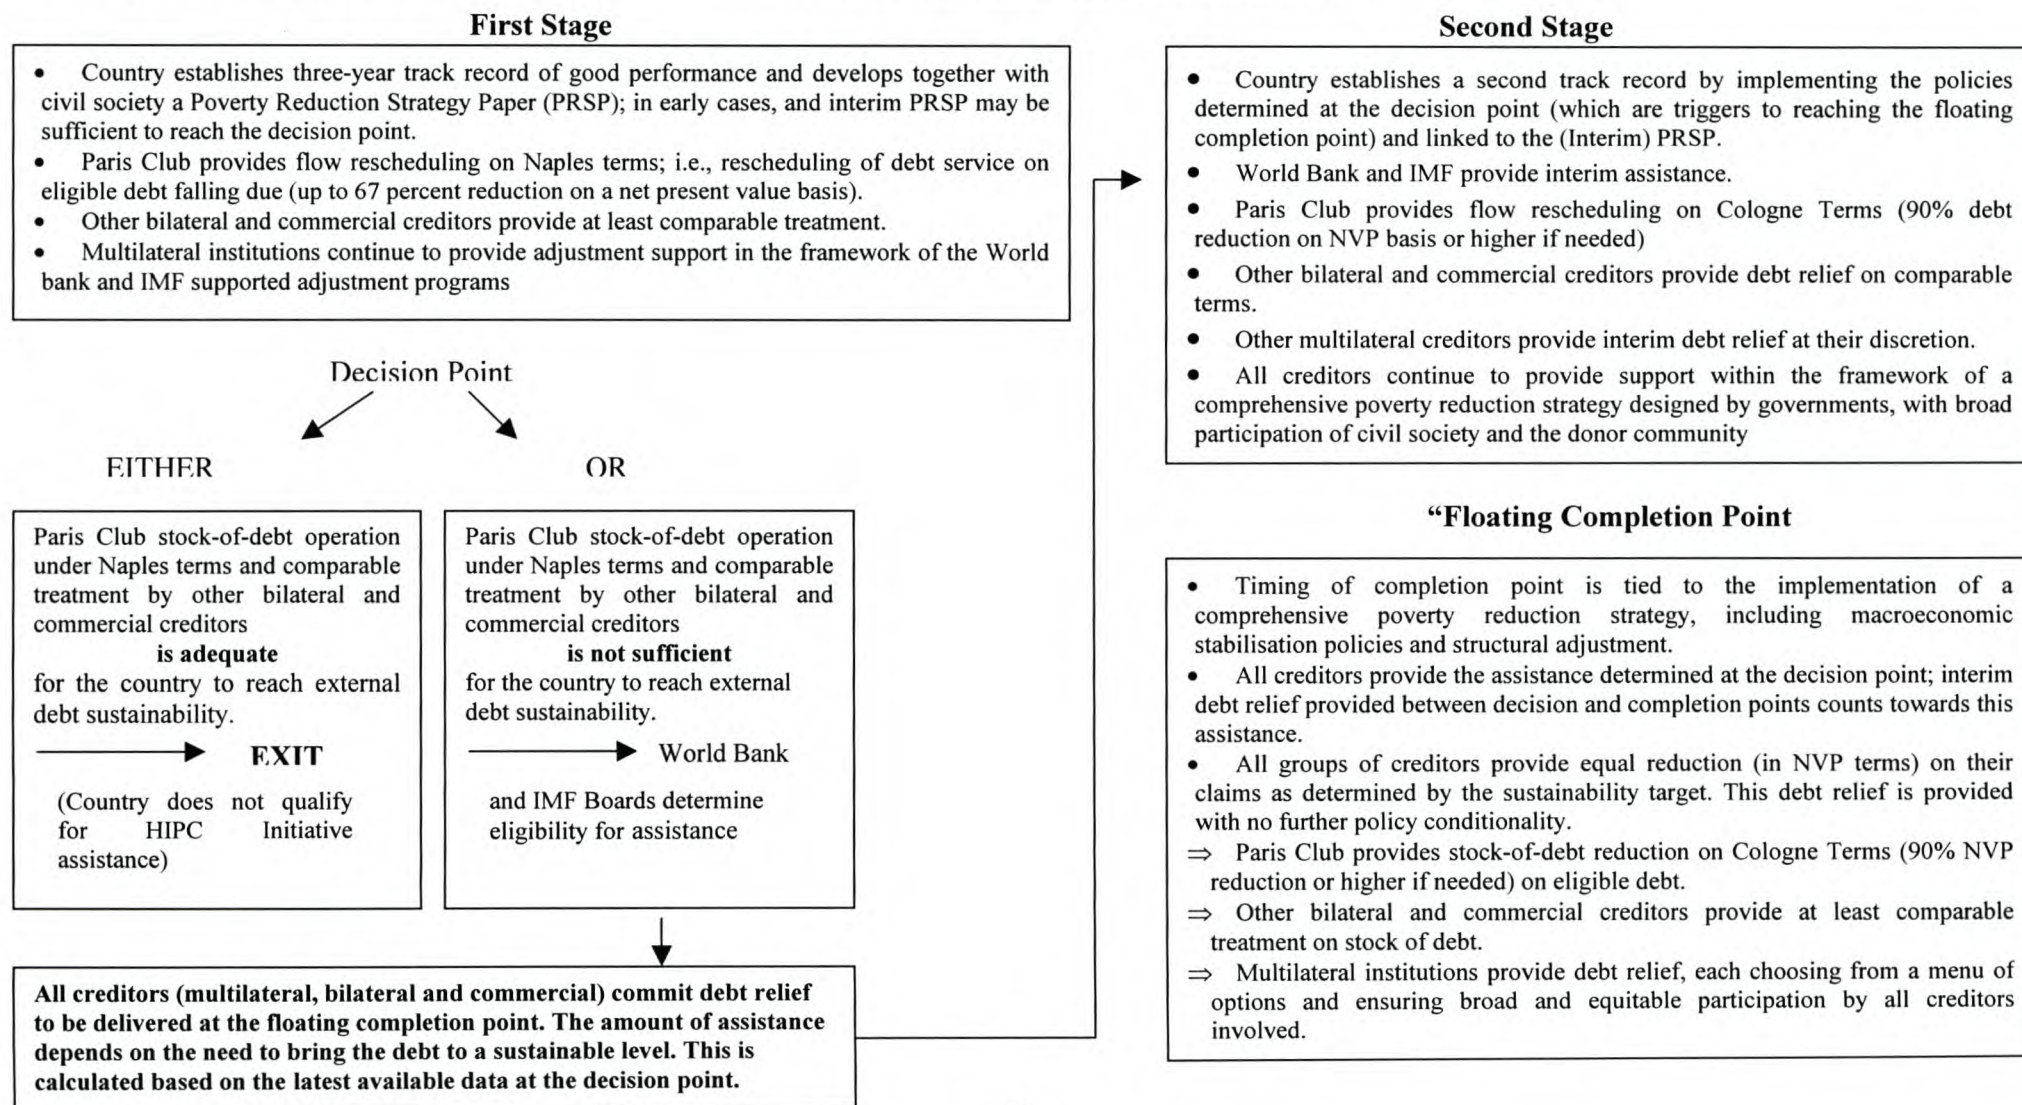 First Stage
• Country establishes three-year track record of good performance and develops together with
civil society a Poverty Reduction Strategy Paper (PRSP); in early cases, and interim PRSP may be
sufficient to reach the decision point.
• Paris Club provides flow rescheduling on Naples terms; i.e., rescheduling of debt service on
eligible debt falling due (up to 67 percent reduction on a net present value basis).
• Other bilateral and commercial creditors provide at least comparable treatment.
• Multilateral institutions continue to provide adjustment support in the framework of the World
bank and IMF supported adjustment programs
Decision Point
EITHER
OR
Paris Club stock-of-debt operation
under Naples terms and comparable
treatment by other bilateral and
commercial creditors
is adequate
for the country to reach external
debt sustainability.
EXIT
(Country does not qualify
for HIPC Initiative
assistance)
Paris Club stock-of-debt operation
under Naples terms and comparable
treatment by other bilateral and
commercial creditors
is not sufficient
for the country to reach external
debt sustainability.
World Bank
and IMF Boards determine
eligibility for assistance
All creditors (multilateral, bilateral and commercial) commit debt relief
to be delivered at the floating completion point. The amount of assistance
depends on the need to bring the debt to a sustainable level. This is
calculated based on the latest available data at the decision point.
Second Stage
• Country establishes a second track record by implementing the policies
determined at the decision point (which are triggers to reaching the floating
completion point) and linked to the (Interim) PRSP.
• World Bank and IMF provide interim assistance.
• Paris Club provides flow rescheduling on Cologne Terms (90% debt
reduction on NVP basis or higher if needed)
• Other bilateral and commercial creditors provide debt relief on comparable
terms.
• Other multilateral creditors provide interim debt relief at their discretion.
• All creditors continue to provide support within the framework of a
comprehensive poverty reduction strategy designed by governments, with broad
participation of civil society and the donor community
“Floating Completion Point
• Timing of completion point is tied to the implementation of a
comprehensive poverty reduction strategy, including macroeconomic
stabilisation policies and structural adjustment.
• All creditors provide the assistance determined at the decision point; interim
debt relief provided between decision and completion points counts towards this
assistance.
• All groups of creditors provide equal reduction (in NVP terms) on their
claims as determined by the sustainability target. This debt relief is provided
with no further policy conditionality.
⇒ Paris Club provides stock-of-debt reduction on Cologne Terms (90% NVP
reduction or higher if needed) on eligible debt.
⇒ Other bilateral and commercial creditors provide at least comparable
treatment on stock of debt.
⇒ Multilateral institutions provide debt relief, each choosing from a menu of
options and ensuring broad and equitable participation by all creditors
involved.